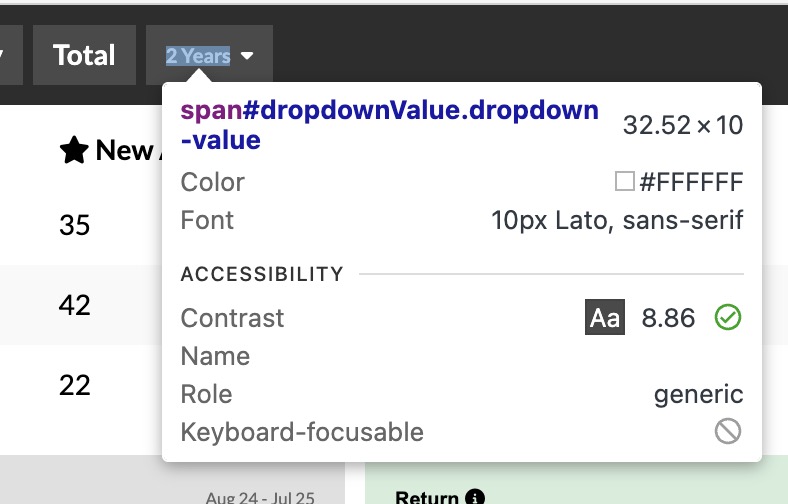 Total
2 Years
span#dropdownValue.dropdown
-value
32.52 × 10
New
Color
#FFFFFF
35
Font
10px Lato, sans-serif
ACCESSIBILITY
42
Contrast
Aa 8.86
Name
22
Role
generic
Keyboard-focusable
Aug 24 - Jul 25
Return